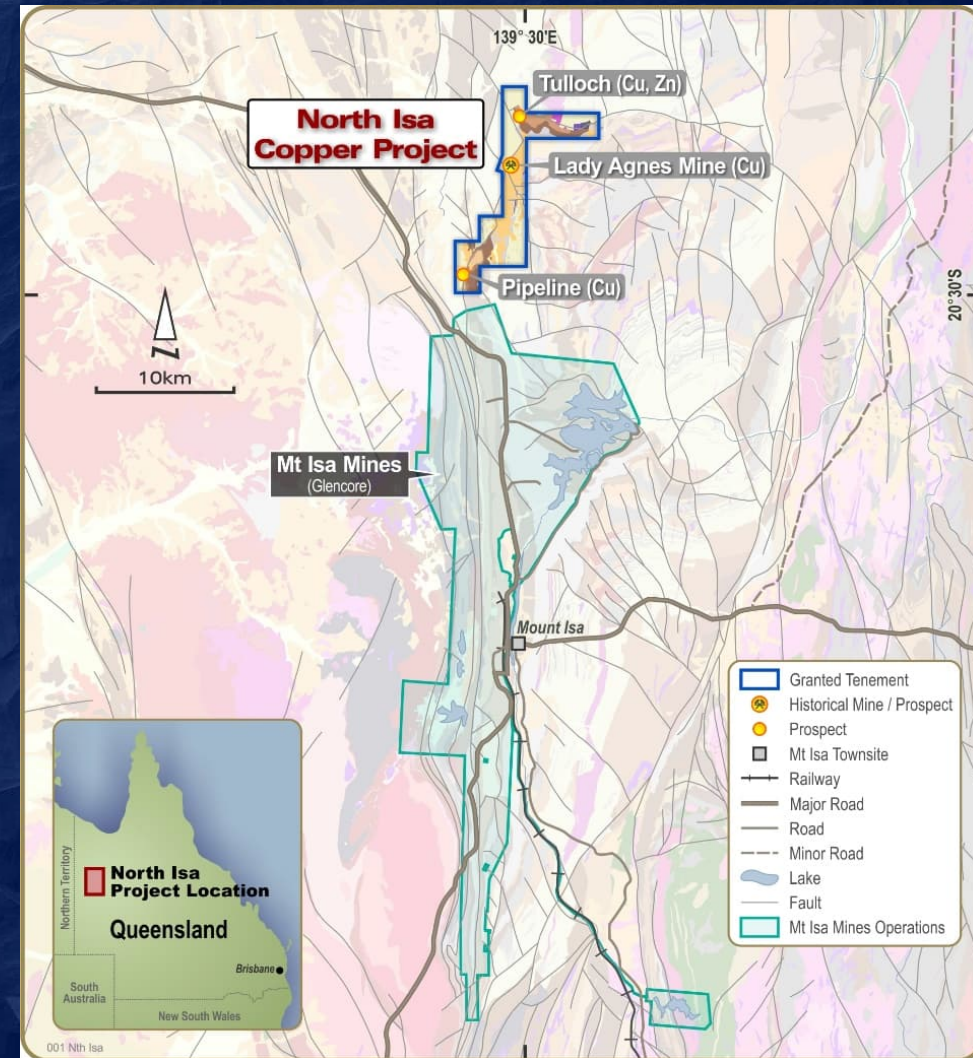 139° 30'E
Tulloch (Cu, Zn)
North Isa
Copper Project
Lady Agnes Mine (Cu)
Pipeline (Cu)
20°30'S
N
10km
Mt Isa Mines
(Glencore)
Mount Isa
Granted Tenement
Historical Mine / Prospect
Prospect
Mt Isa Townsite
Railway
Major Road
Road
Minor Road
Lake
Fault
Mt Isa Mines Operations
Northern Territory
North Isa
Project Location
Queensland
Brisbane
South
Australia
New South Wales
001 Nth Isa